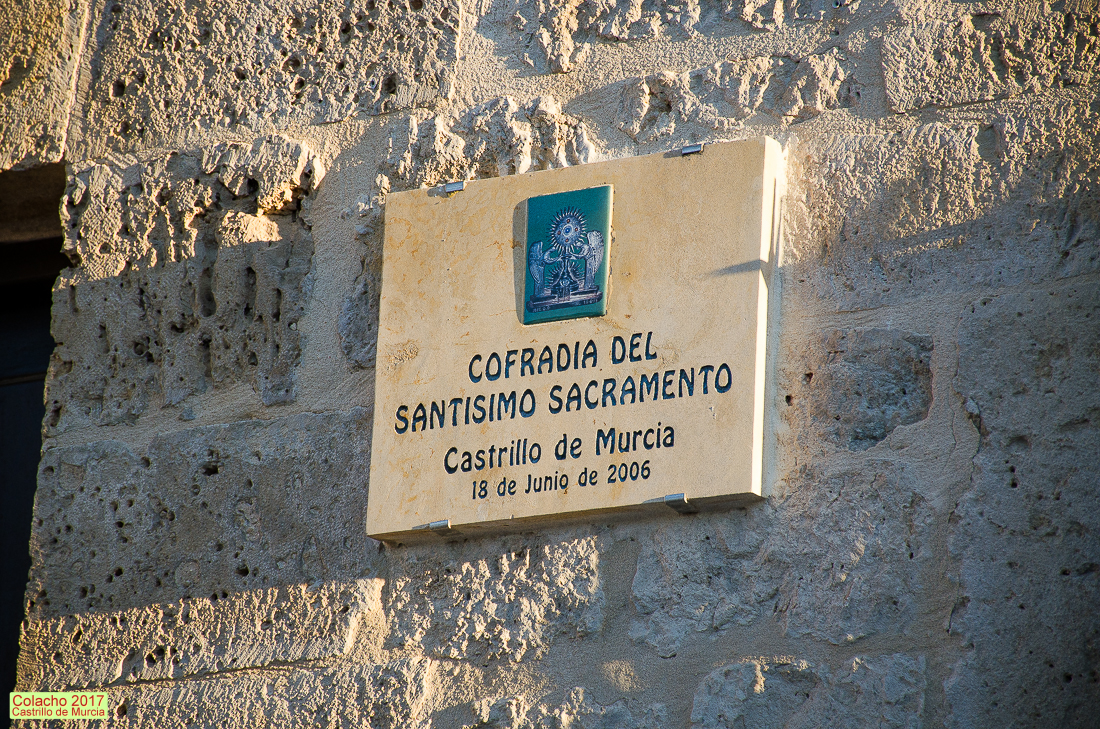 COFRADIA DEL
SANTISIMO SACRAMENTO
Castrillo de Murcia
18 de Junio de 2006
Colacho 2017
Castrillo de Murcia